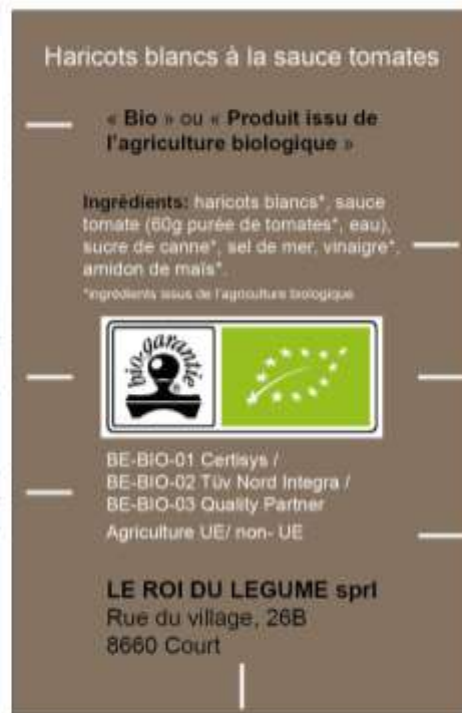 Haricots blancs à la sauce tomates
« Bio » ou « Produit issu de
l'agriculture biologique »
Ingrédients: haricots blancs*, sauce
tomate (60g purée de tomates*, eau),
sucre de canne*, sel de mer, vinaigre*,
amidon de maïs*.
*ingrédients issus de l'agriculture biologique
bio-garantie
®
BE-BIO-01 Certisys /
BE-BIO-02 Tüv Nord Integra /
BE-BIO-03 Quality Partner
Agriculture UE/ non- UE
LE ROI DU LEGUME sprl
Rue du village, 26B
8660 Court